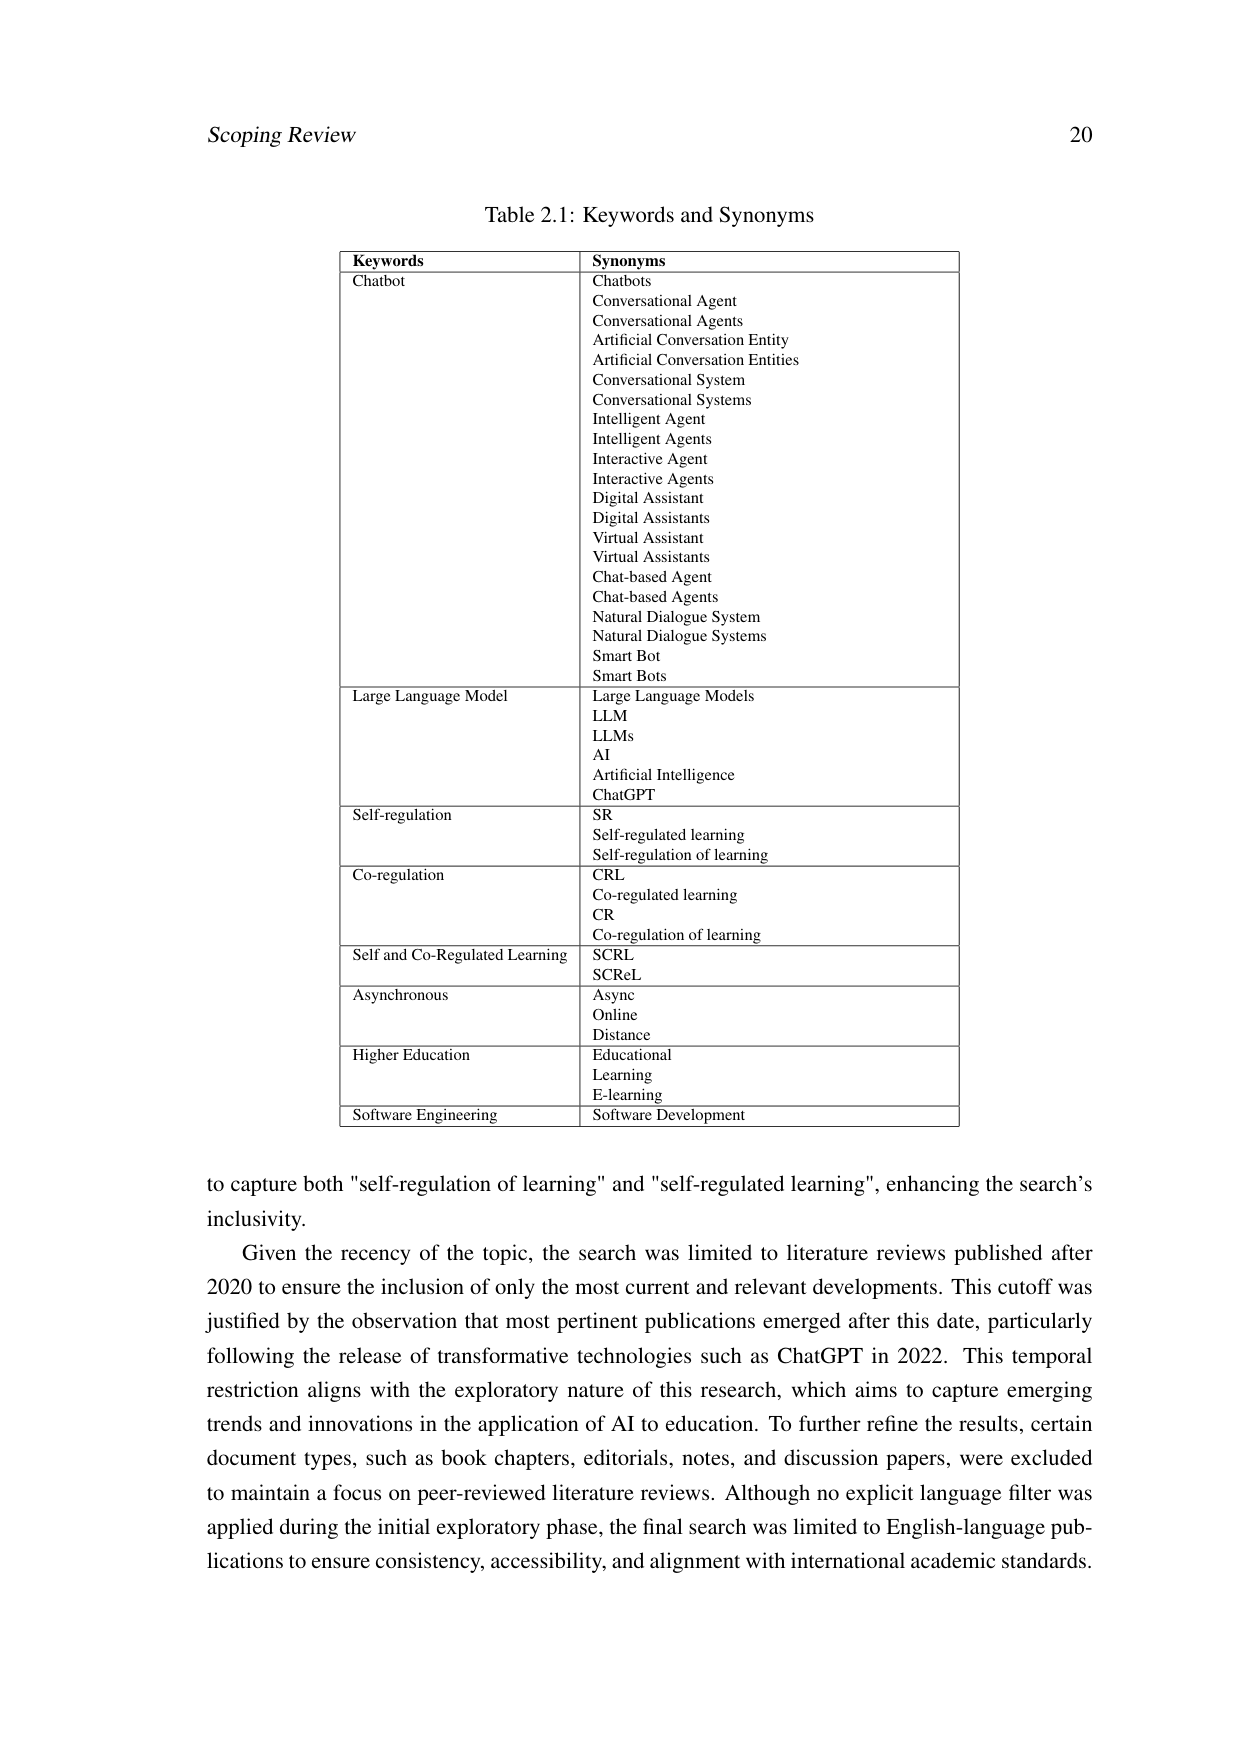 Scoping Review 20
Table 2.1: Keywords and Synonyms
Keywords Synonyms
Chatbot Chatbots
Conversational Agent
Conversational Agents
Artificial Conversation Entity
Artificial Conversation Entities
Conversational System
Conversational Systems
Intelligent Agent
Intelligent Agents
Interactive Agent
Interactive Agents
Digital Assistant
Digital Assistants
Virtual Assistant
Virtual Assistants
Chat-based Agent
Chat-based Agents
Natural Dialogue System
Natural Dialogue Systems
Smart Bot
Smart Bots
Large Language Model Large Language Models
LLM
LLMs
AI
Artificial Intelligence
ChatGPT
Self-regulation SR
Self-regulated learning
Self-regulation of learning
Co-regulation CRL
Co-regulated learning
CR
Co-regulation of learning
Self and Co-Regulated Learning SCRL
SCReL
Asynchronous Async
Online
Distance
Higher Education Educational
Learning
E-learning
Software Engineering Software Development
to capture both "self-regulation of learning" and "self-regulated learning", enhancing the search's
inclusivity.
Given the recency of the topic, the search was limited to literature reviews published after
2020 to ensure the inclusion of only the most current and relevant developments. This cutoff was
justified by the observation that most pertinent publications emerged after this date, particularly
following the release of transformative technologies such as ChatGPT in 2022. This temporal
restriction aligns with the exploratory nature of this research, which aims to capture emerging
trends and innovations in the application of AI to education. To further refine the results, certain
document types, such as book chapters, editorials, notes, and discussion papers, were excluded
to maintain a focus on peer-reviewed literature reviews. Although no explicit language filter was
applied during the initial exploratory phase, the final search was limited to English-language pub-
lications to ensure consistency, accessibility, and alignment with international academic standards.